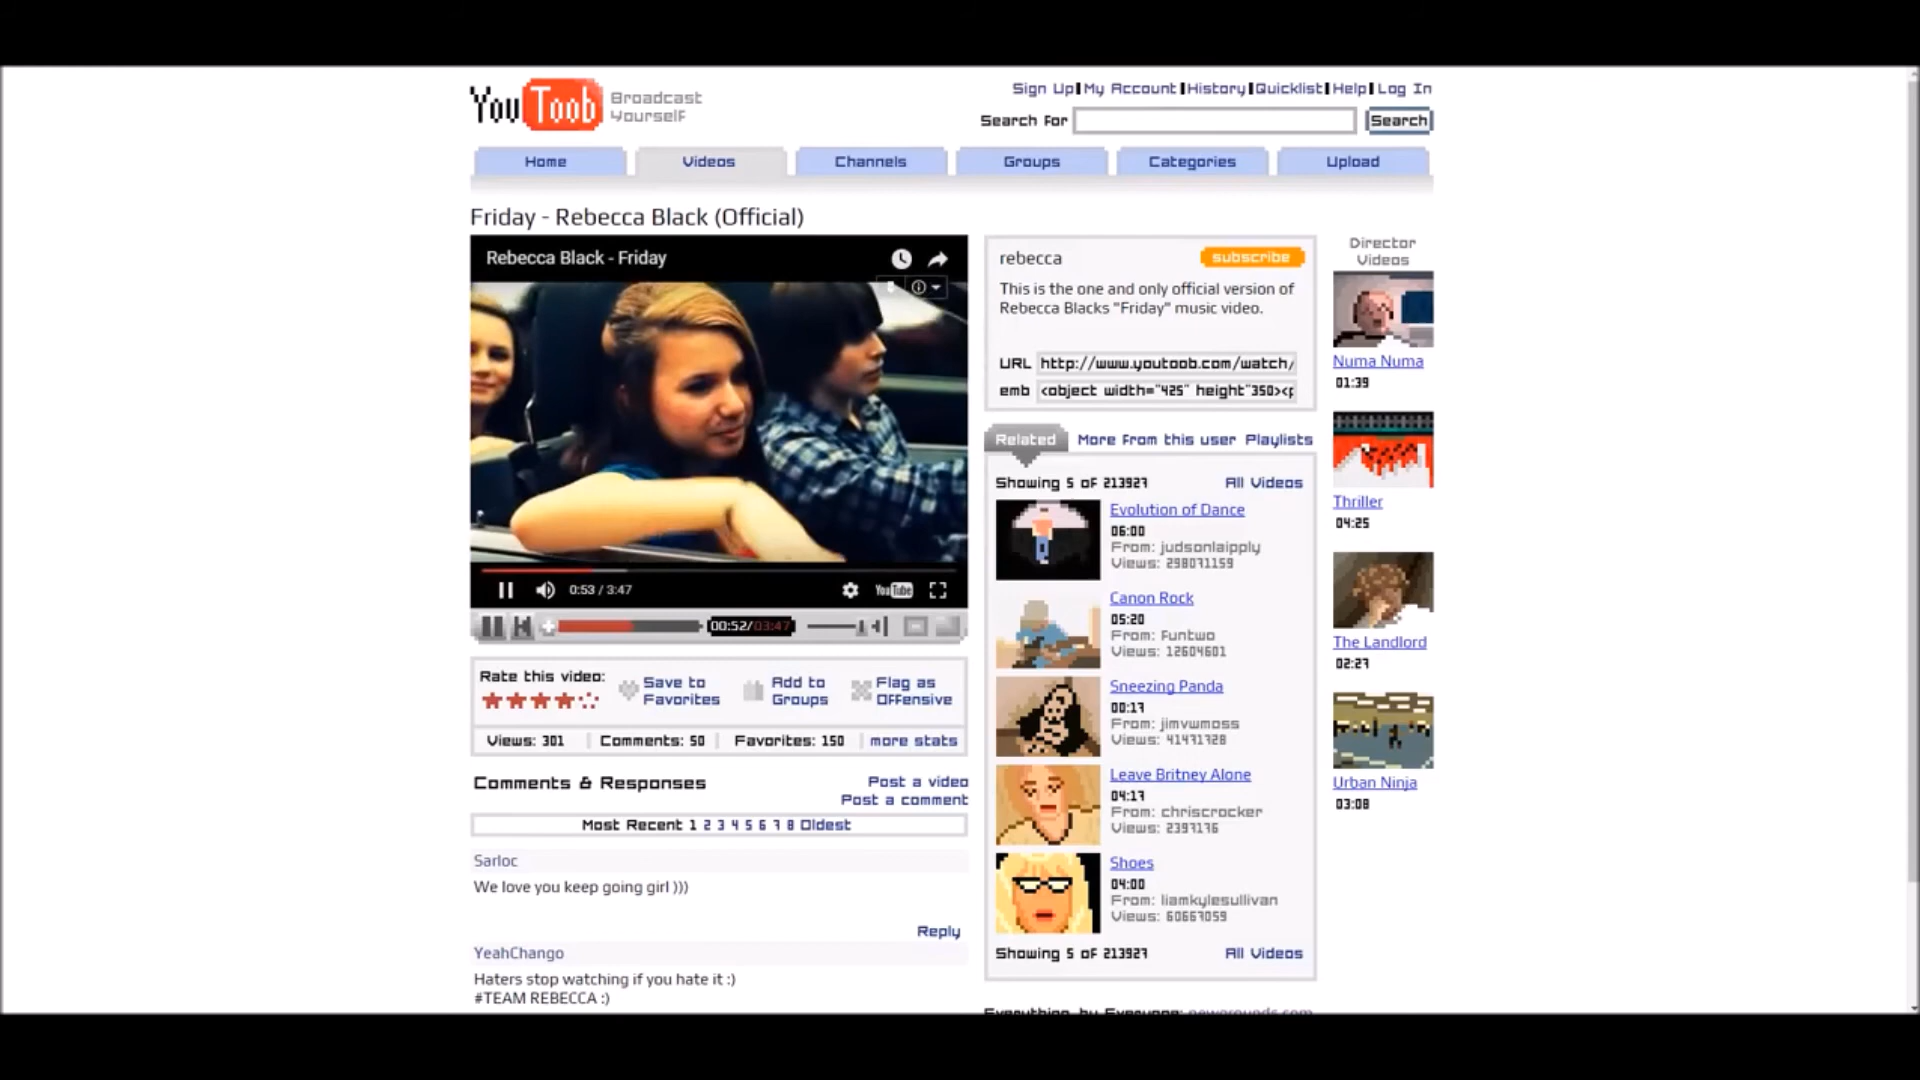 YouToob Broadcast Yourself
Sign Up My Account History Quicklist Help Log In
Search for Search
Home Videos Channels Groups Categories Upload
Friday - Rebecca Black (Official)
Rebecca Black - Friday
0:53 / 3:47
YouTube
00:52/03:47
Rate this video:
Save to Favorites
Add to Groups
Flag as Offensive
Views: 301 Comments: 50 Favorites: 150 more stats
Comments & Responses
Post a video
Post a comment
Most Recent 1 2 3 4 5 6 7 8 Oldest
Sarloc
We love you keep going girl )))
Reply
YeahChango
Haters stop watching if you hate it :)
#TEAM REBECCA :)
rebecca subscribe
This is the one and only official version of
Rebecca Blacks "Friday" music video.
URL http://www.youtoob.com/watch/
emb <object width="425" height"350><p
Related More from this user Playlists
Showing 5 of 213927 All Videos
Evolution of Dance
06:00
From: judsonlaipply
Views: 298071159
Canon Rock
05:20
From: funtwo
Views: 12604601
Sneezing Panda
00:17
From: jimvwmoss
Views: 41471728
Leave Britney Alone
04:17
From: chriscrocker
Views: 2397176
Shoes
04:00
From: liamkylesullivan
Views: 60667059
Showing 5 of 213927 All Videos
Everything, by Everyone: newgrounds.com
Director
Videos
Numa Numa
01:39
Thriller
04:25
The Landlord
02:27
Urban Ninja
03:08